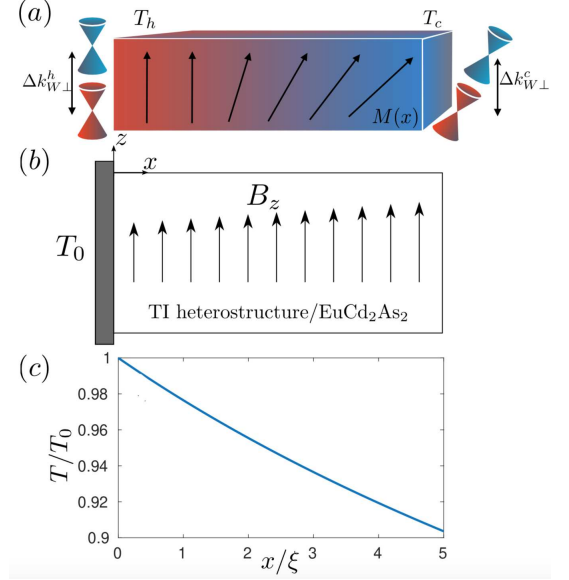 (a)
T_h T_c
Δk^h_{W⊥} Δk^c_{W⊥}
M(x)
(b)
z
x
B_z
T_0
TI heterostructure/EuCd_2As_2
(c)
1
0.98
0.96
0.94
0.92
0.9
T/T_0
0 1 2 3 4 5
x/ξ